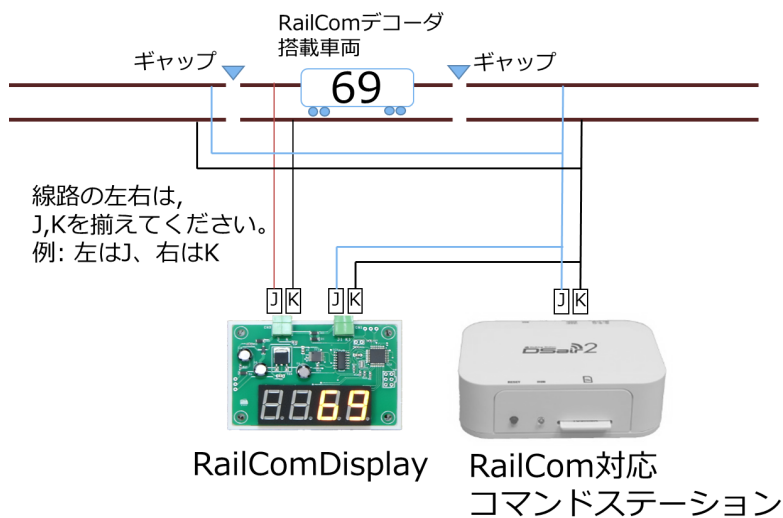 RailComデコーダ
搭載車両
ギャップ
ギャップ
69
線路の左右は,
J,Kを揃えてください。
例: 左はJ、右はK
J K
J K
J K
69
RailComDisplay
RailCom対応
コマンドステーション